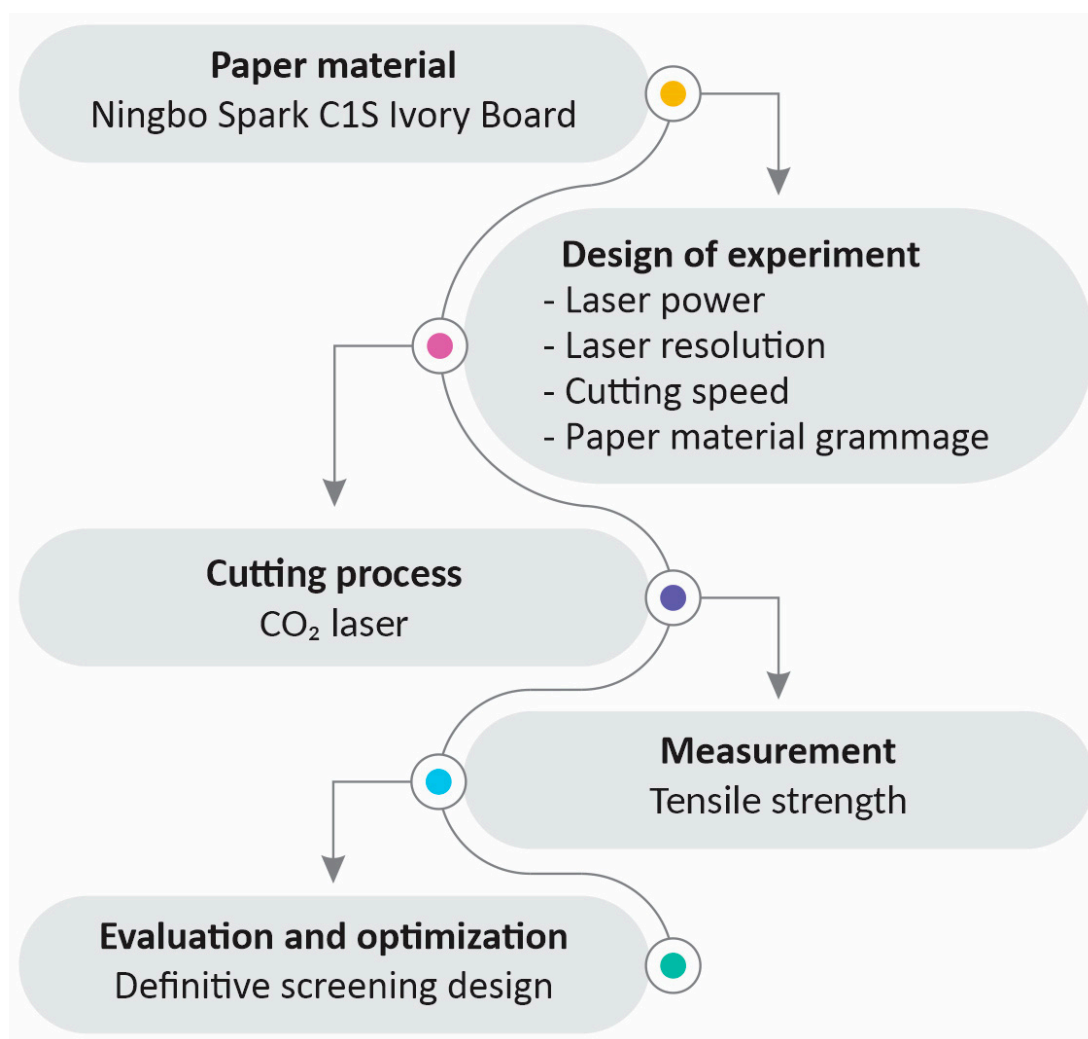 Paper material
Ningbo Spark C1S Ivory Board
Design of experiment
- Laser power
- Laser resolution
- Cutting speed
- Paper material grammage
Cutting process
CO₂ laser
Measurement
Tensile strength
Evaluation and optimization
Definitive screening design